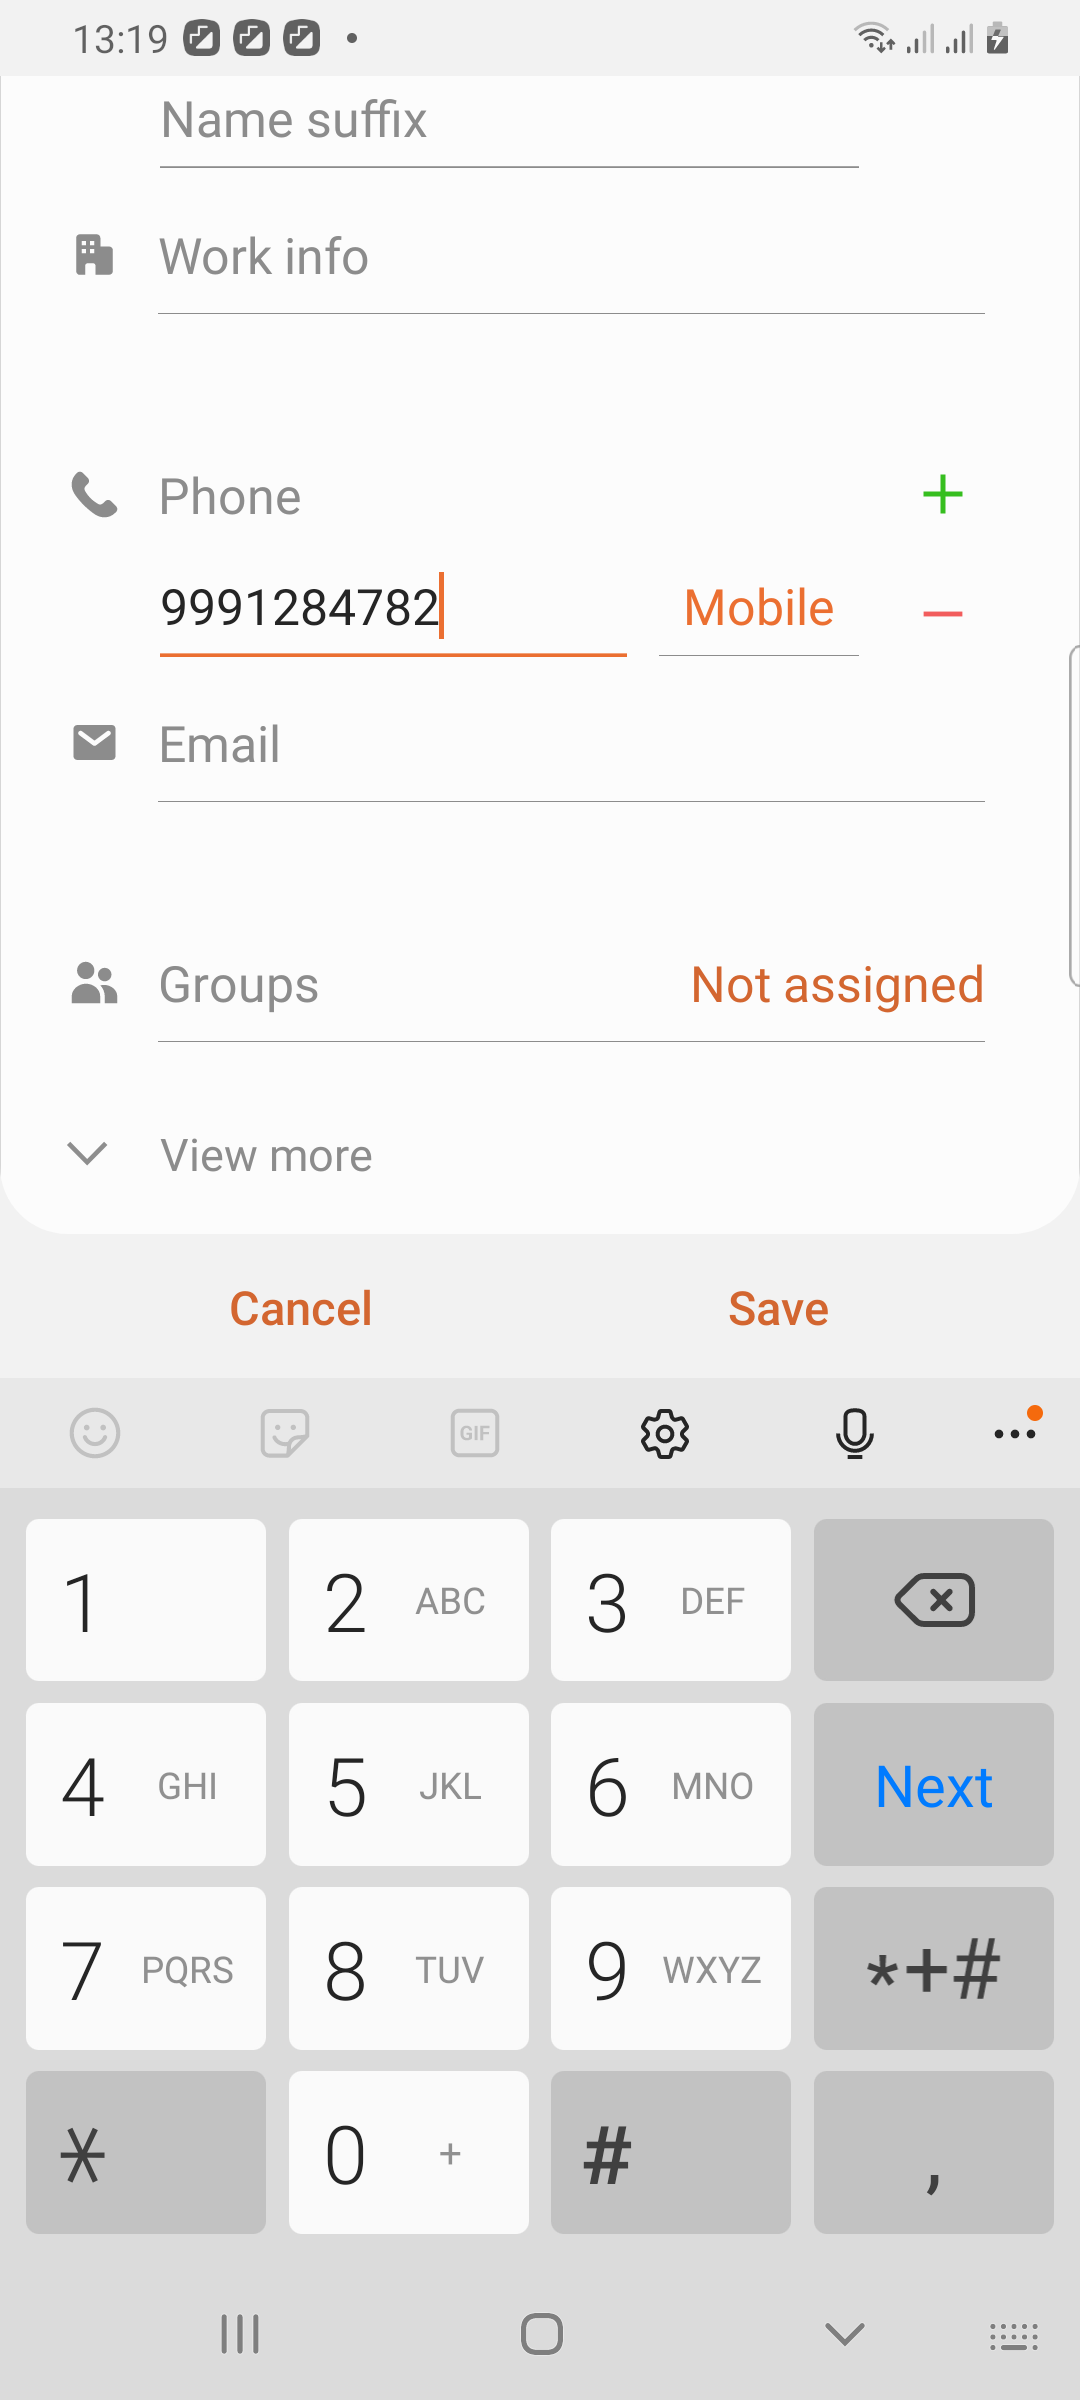 13:19
Name suffix
Work info
Phone
9991284782 Mobile
Email
Groups Not assigned
View more
Cancel Save
GIF
1 2 ABC 3 DEF
4 GHI 5 JKL 6 MNO Next
7 PQRS 8 TUV 9 WXYZ *+#
* 0 + # ,